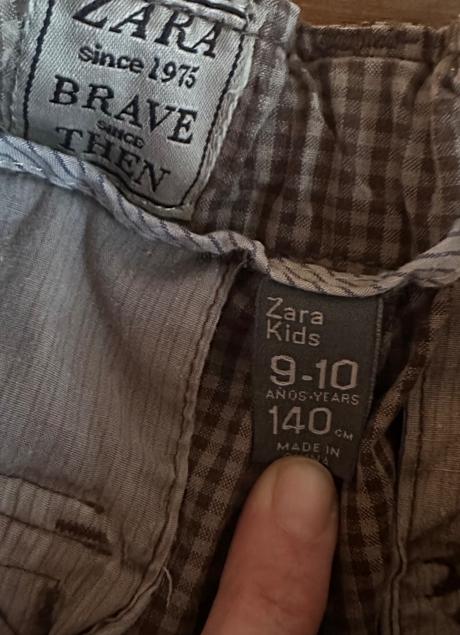 ZARA
since 1975
BRAVE
SINCE
THEN
Zara
Kids
9-10
AÑOS-YEARS
140 CM
MADE IN